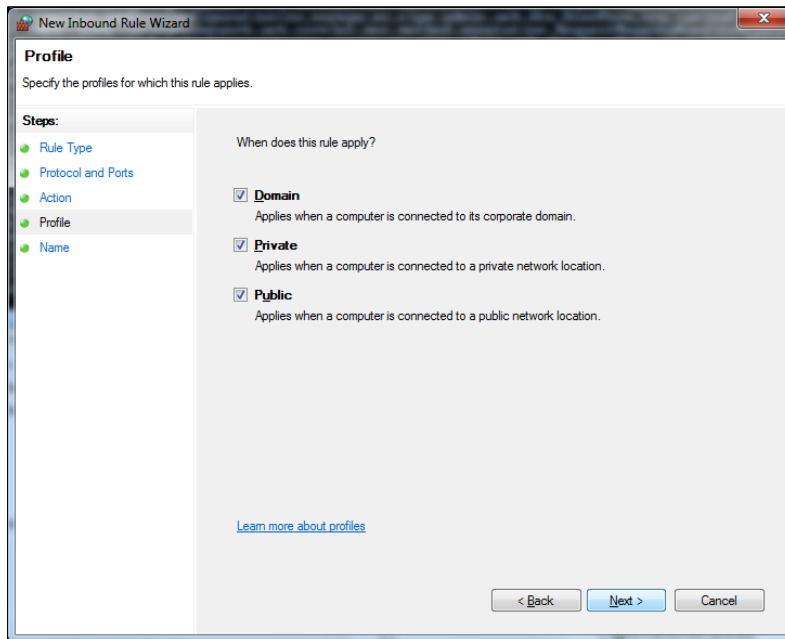 New Inbound Rule Wizard
Profile
Specify the profiles for which this rule applies.
Steps:
Rule Type
Protocol and Ports
Action
Profile
Name
When does this rule apply?
Domain
Applies when a computer is connected to its corporate domain.
Private
Applies when a computer is connected to a private network location.
Public
Applies when a computer is connected to a public network location.
Learn more about profiles
< Back
Next >
Cancel